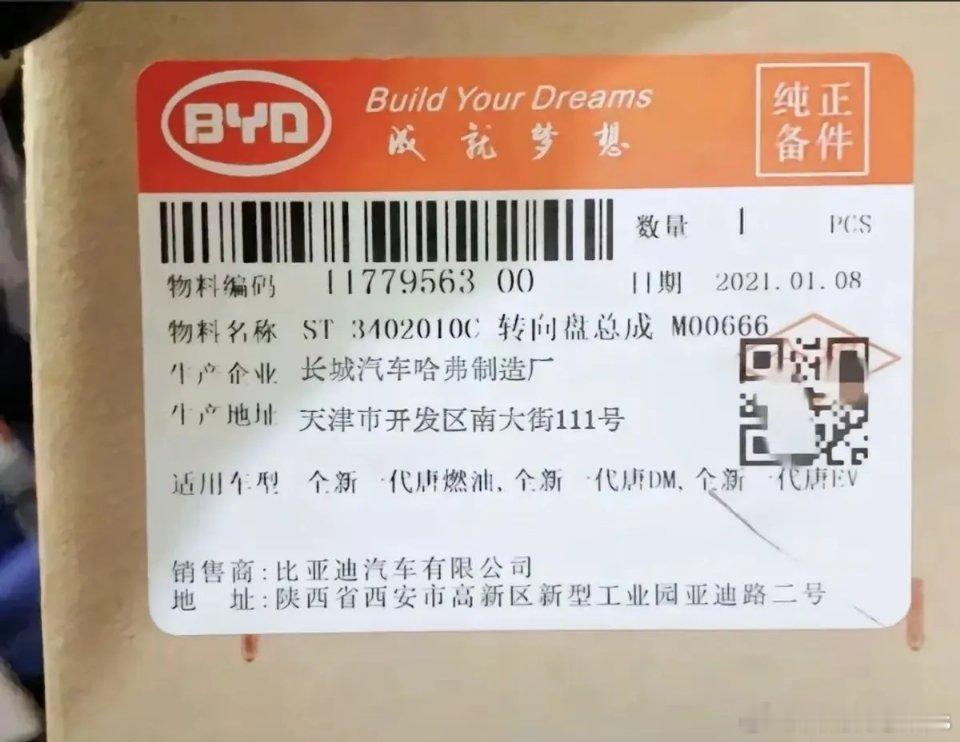 BYD
Build Your Dreams
成就梦想
纯正
备件
数量 1 PCS
物料编码 11779563 00
日期 2021.01.08
物料名称 ST 3402010C 转向盘总成 M00666
生产企业 长城汽车哈弗制造厂
生产地址 天津市开发区南大街111号
适用车型 全新一代唐燃油,全新一代唐DM,全新一代唐EV
销售商:比亚迪汽车有限公司
地 址:陕西省西安市高新区新型工业园亚迪路二号